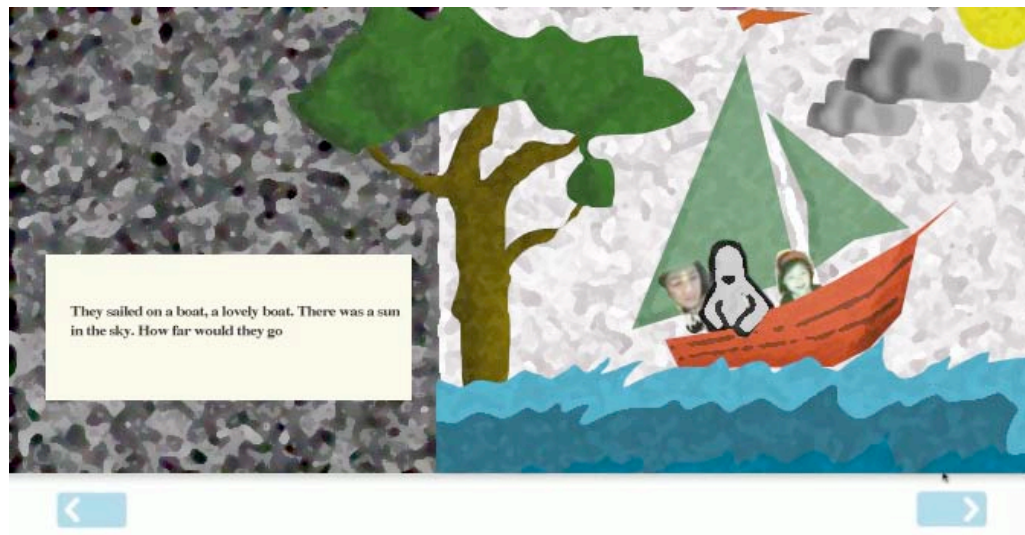 They sailed on a boat, a lovely boat. There was a sun
in the sky. How far would they go